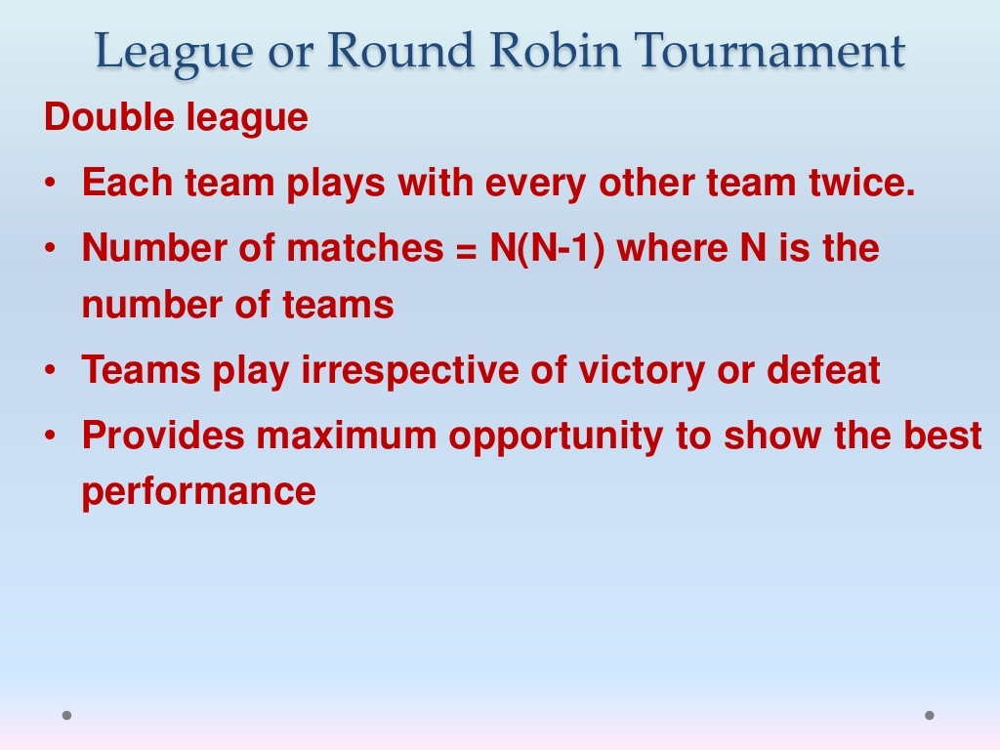 League or Round Robin Tournament
Double league
• Each team plays with every other team twice.
• Number of matches = N(N-1) where N is the
number of teams
• Teams play irrespective of victory or defeat
• Provides maximum opportunity to show the best
performance